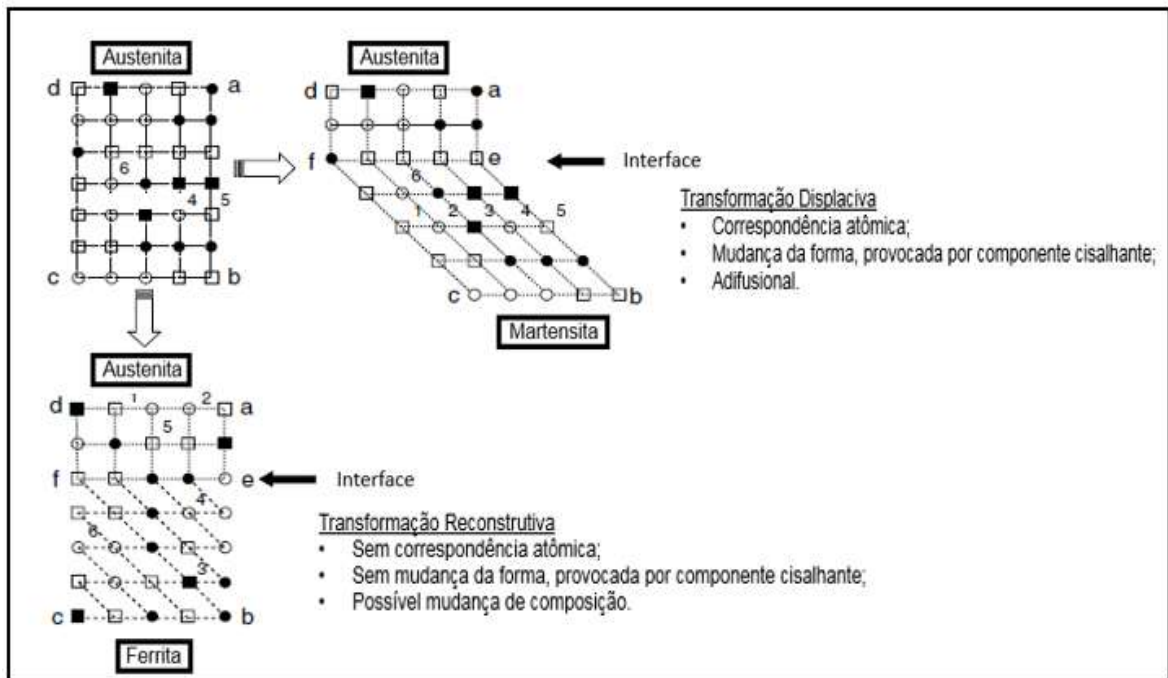 Austenita
d a
6
4 5
c b
Austenita
d a
f e
Interface
6
1 2 3 4 5
c b
Martensita
Transformação Displaciva
• Correspondência atômica;
• Mudança da forma, provocada por componente cisalhante;
• Adifusional.
Austenita
d 1 2 a
5
f e
Interface
4
6
3
c b
Ferrita
Transformação Reconstrutiva
• Sem correspondência atômica;
• Sem mudança da forma, provocada por componente cisalhante;
• Possível mudança de composição.